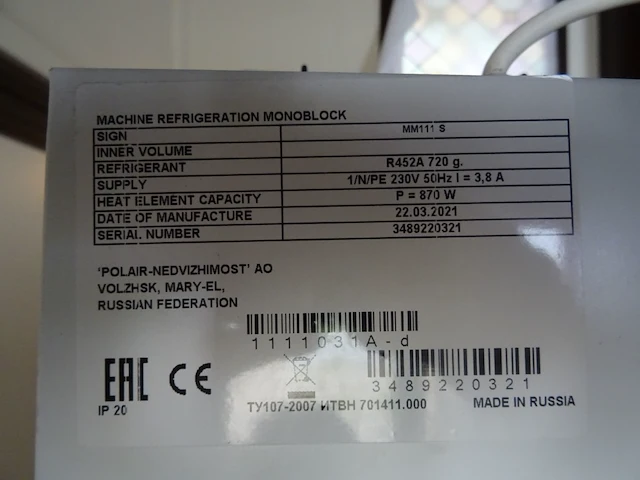 MACHINE REFRIGERATION MONOBLOCK
SIGN MM111 S
INNER VOLUME
REFRIGERANT R452A 720 g.
SUPPLY 1/N/PE 230V 50Hz I = 3,8 A
HEAT ELEMENT CAPACITY P = 870 W
DATE OF MANUFACTURE 22.03.2021
SERIAL NUMBER 3489220321
'POLAIR-NEDVIZHIMOST' AO
VOLZHSK, MARY-EL,
RUSSIAN FEDERATION
1111031A-d
EAC CE
3489220321
IP 20
ТУ107-2007 ИТВН 701411.000
MADE IN RUSSIA